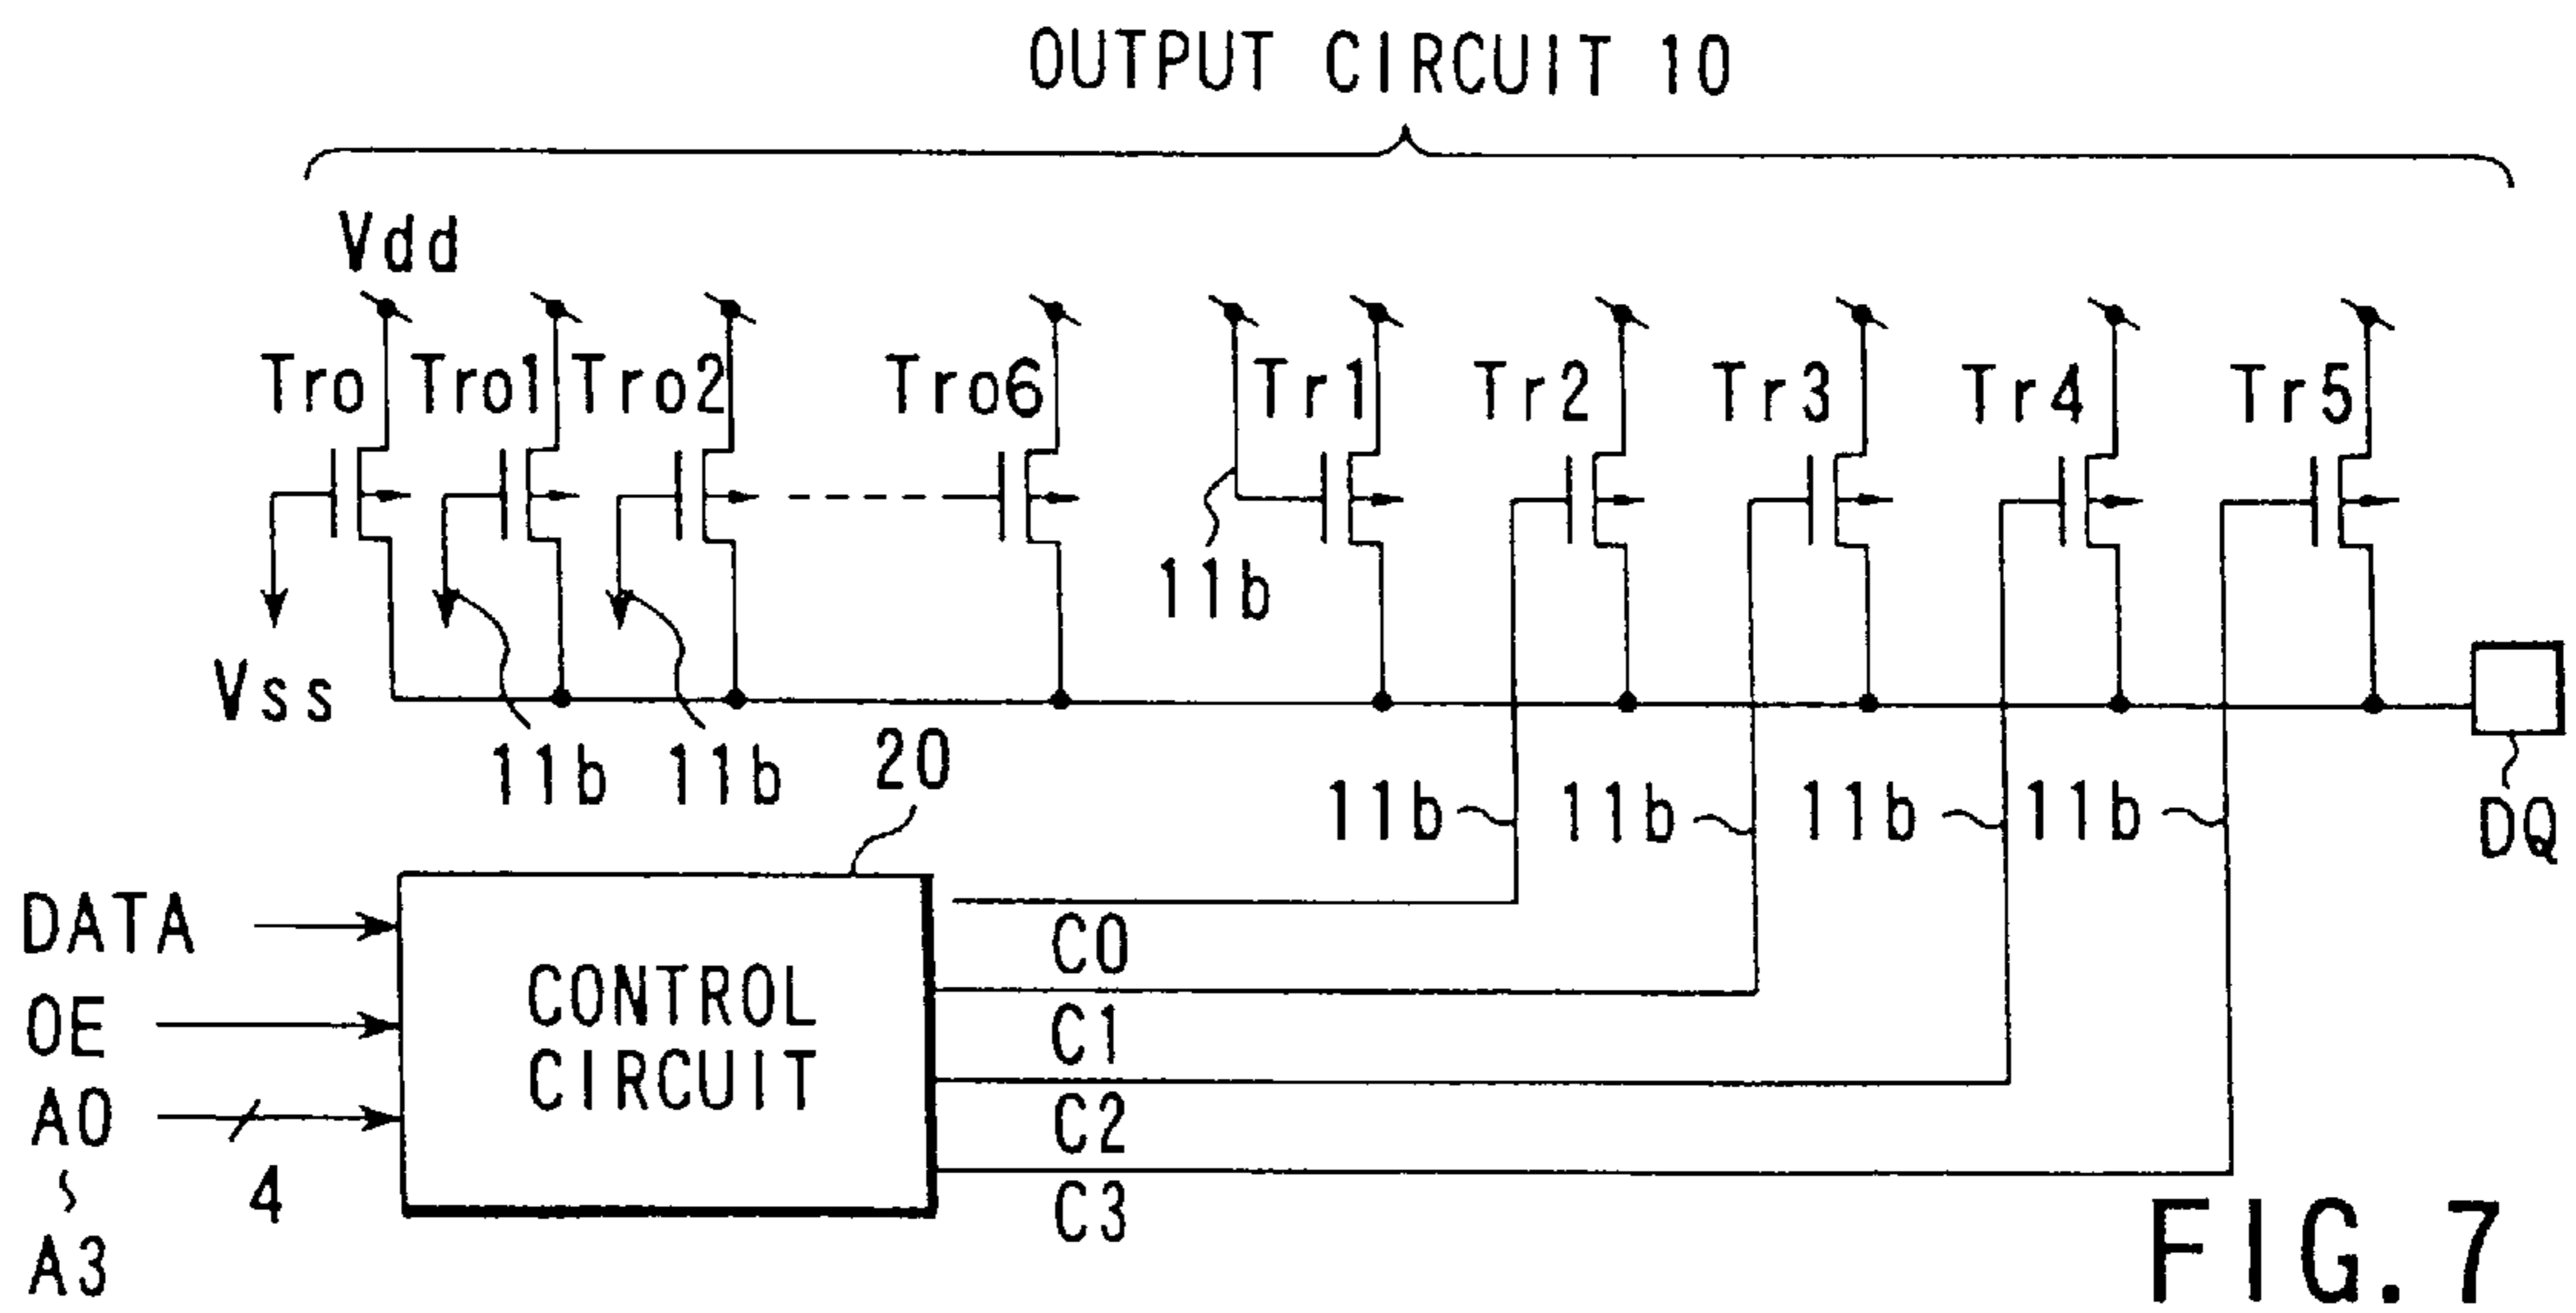 OUTPUT CIRCUIT 10
Vdd
Tro Tro1 Tro2 Tro6 Tr1 Tr2 Tr3 Tr4 Tr5
11b
Vss
11b 11b 20
11b 11b 11b 11b DQ
DATA
OE
A0
4
A3
CONTROL
CIRCUIT
C0
C1
C2
C3
FIG. 7